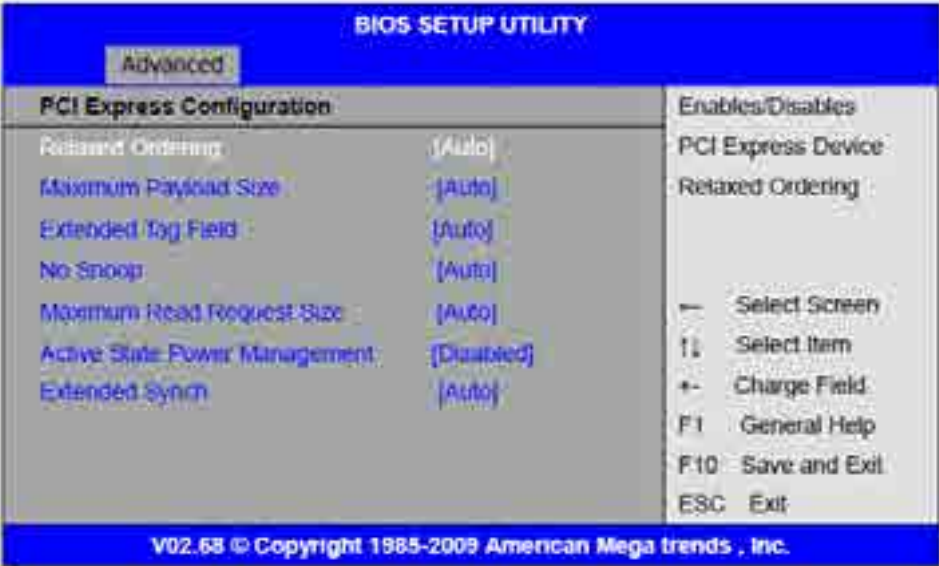 BIOS SETUP UTILITY
Advanced
PCI Express Configuration
Relaxed Ordering [Auto]
Maximum Payload Size [Auto]
Extended Tag Field [Auto]
No Snoop [Auto]
Maximum Read Request Size [Auto]
Active State Power Management [Disabled]
Extended Synch [Auto]
Enables/Disables
PCI Express Device
Relaxed Ordering
← Select Screen
↑↓ Select Item
+- Charge Field
F1 General Help
F10 Save and Exit
ESC Exit
V02.68 © Copyright 1985-2009 American Mega trends , Inc.